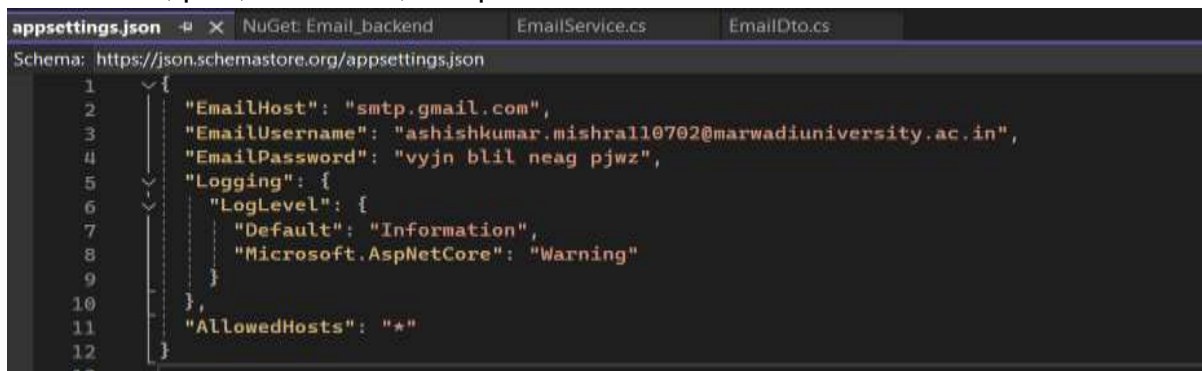 appsettings.json NuGet: Email_backend EmailService.cs EmailDto.cs
Schema: https://json.schemastore.org/appsettings.json
1 {
2 "EmailHost": "smtp.gmail.com",
3 "EmailUsername": "ashishkumar.mishra110702@marwadiuniversity.ac.in",
4 "EmailPassword": "vyjn blil neag pjwz",
5 "Logging": {
6 "LogLevel": {
7 "Default": "Information",
8 "Microsoft.AspNetCore": "Warning"
9 }
10 },
11 "AllowedHosts": "*"
12 }